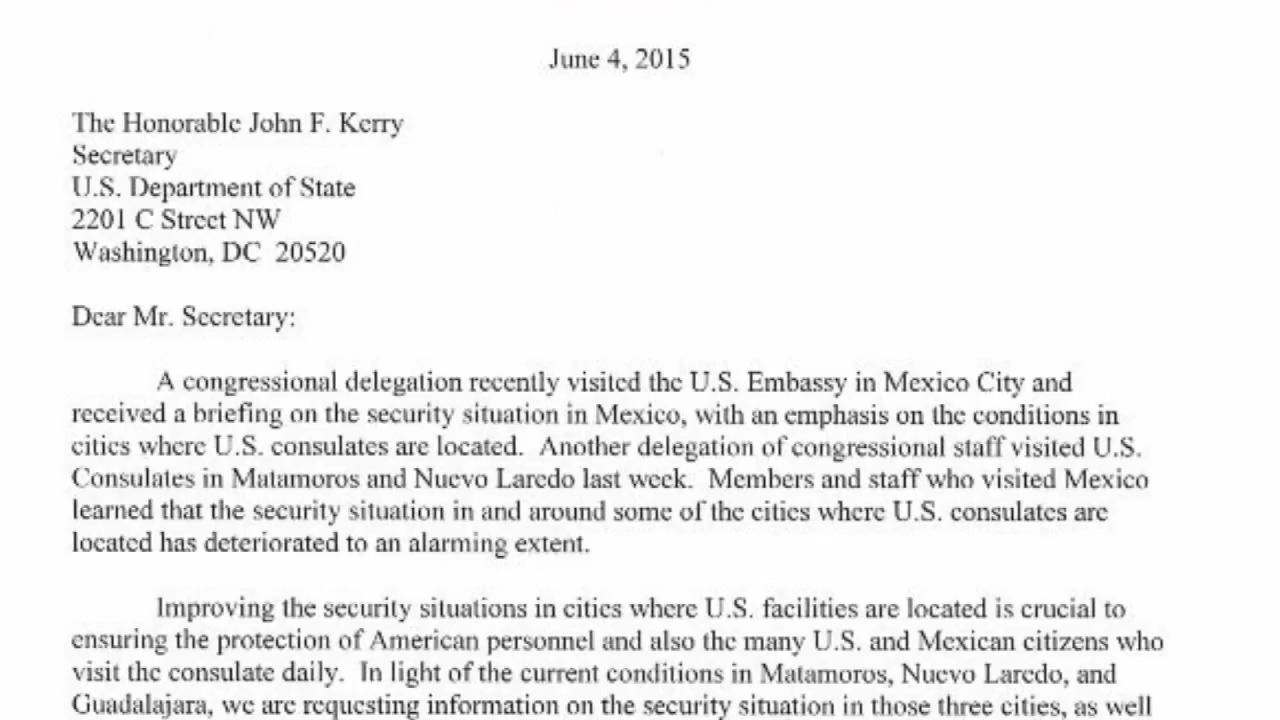 June 4, 2015
The Honorable John F. Kerry
Secretary
U.S. Department of State
2201 C Street NW
Washington, DC 20520
Dear Mr. Secretary:
A congressional delegation recently visited the U.S. Embassy in Mexico City and
received a briefing on the security situation in Mexico, with an emphasis on the conditions in
cities where U.S. consulates are located. Another delegation of congressional staff visited U.S.
Consulates in Matamoros and Nuevo Laredo last week. Members and staff who visited Mexico
learned that the security situation in and around some of the cities where U.S. consulates are
located has deteriorated to an alarming extent.
Improving the security situations in cities where U.S. facilities are located is crucial to
ensuring the protection of American personnel and also the many U.S. and Mexican citizens who
visit the consulate daily. In light of the current conditions in Matamoros, Nuevo Laredo, and
Guadalajara, we are requesting information on the security situation in those three cities, as well